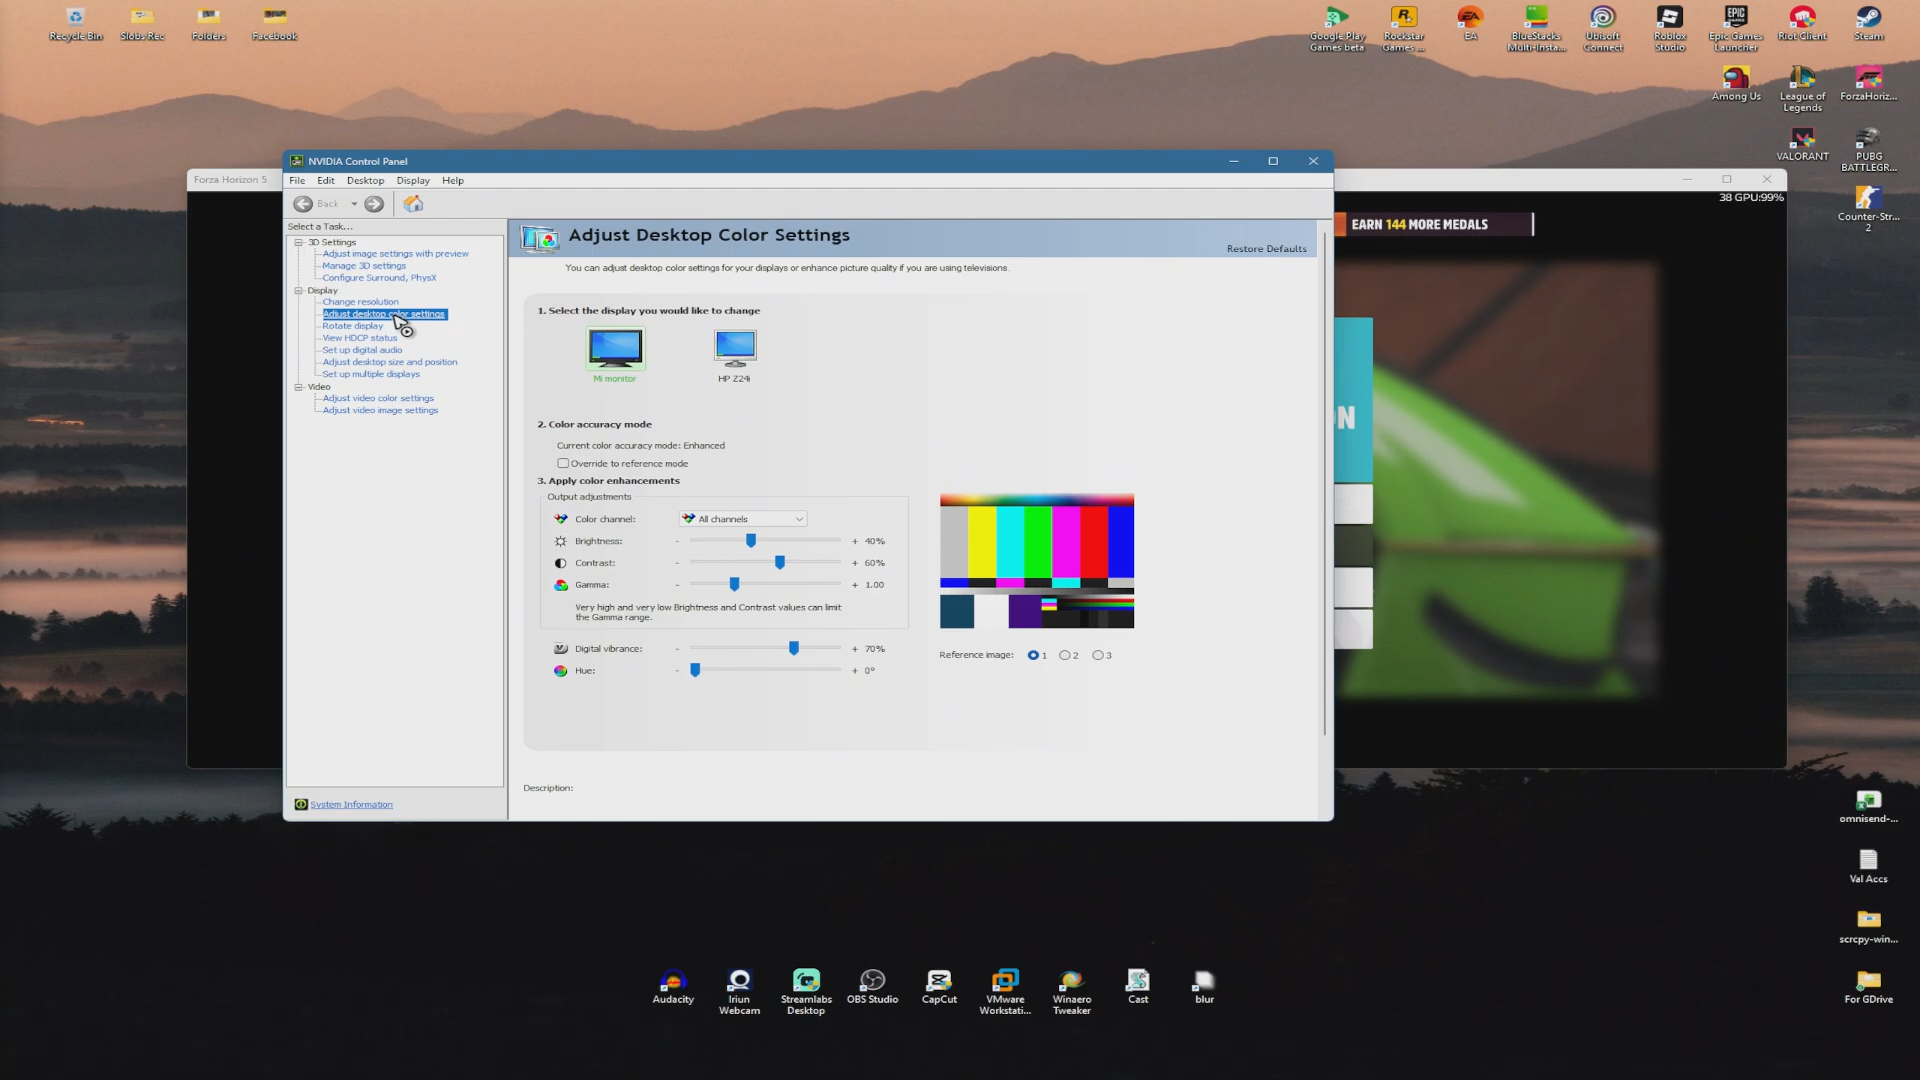 Recycle Bin
Slobs Rec
Folders
Facebook
Google Play
Games beta
Rockstar
Games ...
EA
BlueStacks
Multi-Insta...
Ubisoft
Connect
Roblox
Studio
Epic Games
Launcher
Riot Client
Steam
Among Us
League of
Legends
ForzaHoriz...
VALORANT
PUBG
BATTLEGR...
Counter-Str...
2
Forza Horizon 5
38 GPU:99%
EARN 144 MORE MEDALS
N
NVIDIA Control Panel
File
Edit
Desktop
Display
Help
Back
Select a Task...
3D Settings
Adjust image settings with preview
Manage 3D settings
Configure Surround, PhysX
Display
Change resolution
Adjust desktop color settings
Rotate display
View HDCP status
Set up digital audio
Adjust desktop size and position
Set up multiple displays
Video
Adjust video color settings
Adjust video image settings
System Information
Adjust Desktop Color Settings
Restore Defaults
You can adjust desktop color settings for your displays or enhance picture quality if you are using televisions.
1. Select the display you would like to change
Mi monitor
HP Z24i
2. Color accuracy mode
Current color accuracy mode: Enhanced
Override to reference mode
3. Apply color enhancements
Output adjustments
Color channel:
All channels
Brightness:
- + 40%
Contrast:
- + 60%
Gamma:
- + 1.00
Very high and very low Brightness and Contrast values can limit
the Gamma range.
Digital vibrance:
- + 70%
Hue:
- + 0°
Reference image:
1
2
3
Description:
omnisend-...
Val Accs
scrcpy-win...
For GDrive
Audacity
Iriun
Webcam
Streamlabs
Desktop
OBS Studio
CapCut
VMware
Workstati...
Winaero
Tweaker
Cast
blur